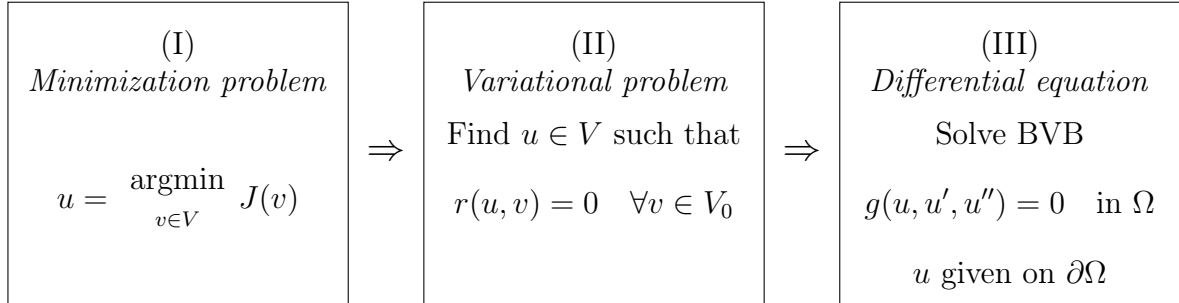 (I)
Minimization problem
u = argmin_{v∈V} J(v)
⇒
(II)
Variational problem
Find u ∈ V such that
r(u, v) = 0 ∀v ∈ V₀
⇒
(III)
Differential equation
Solve BVB
g(u, u′, u′′) = 0 in Ω
u given on ∂Ω